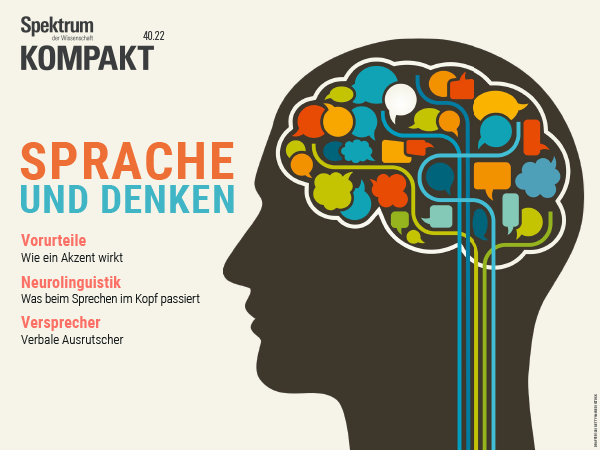 Spektrum
der Wissenschaft
40.22
KOMPAKT
SPRACHE
UND DENKEN
Vorurteile
Wie ein Akzent wirkt
Neurolinguistik
Was beim Sprechen im Kopf passiert
Versprecher
Verbale Ausrutscher